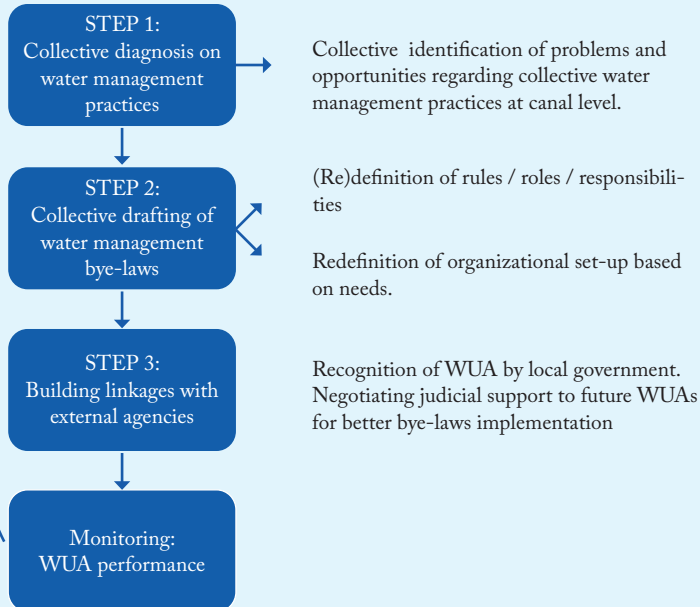 STEP 1:
Collective diagnosis on
water management
practices
Collective identification of problems and
opportunities regarding collective water
management practices at canal level.
STEP 2:
Collective drafting of
water management
bye-laws
(Re)definition of rules / roles / responsibili-
ties
Redefinition of organizational set-up based
on needs.
STEP 3:
Building linkages with
external agencies
Recognition of WUA by local government.
Negotiating judicial support to future WUAs
for better bye-laws implementation
Monitoring:
WUA performance